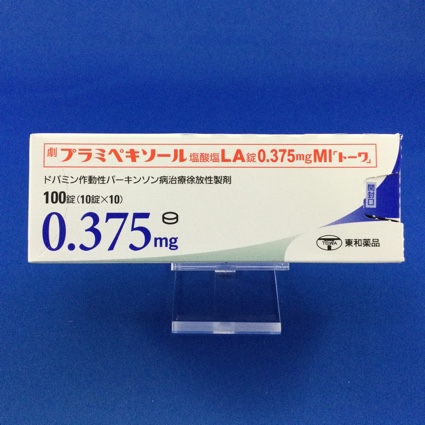 劇 プラミペキソール塩酸塩LA錠0.375mgMI「トーワ」
ドパミン作動性パーキンソン病治療徐放性製剤
100錠(10錠×10)
0.375mg
開封口
TOWA 東和薬品